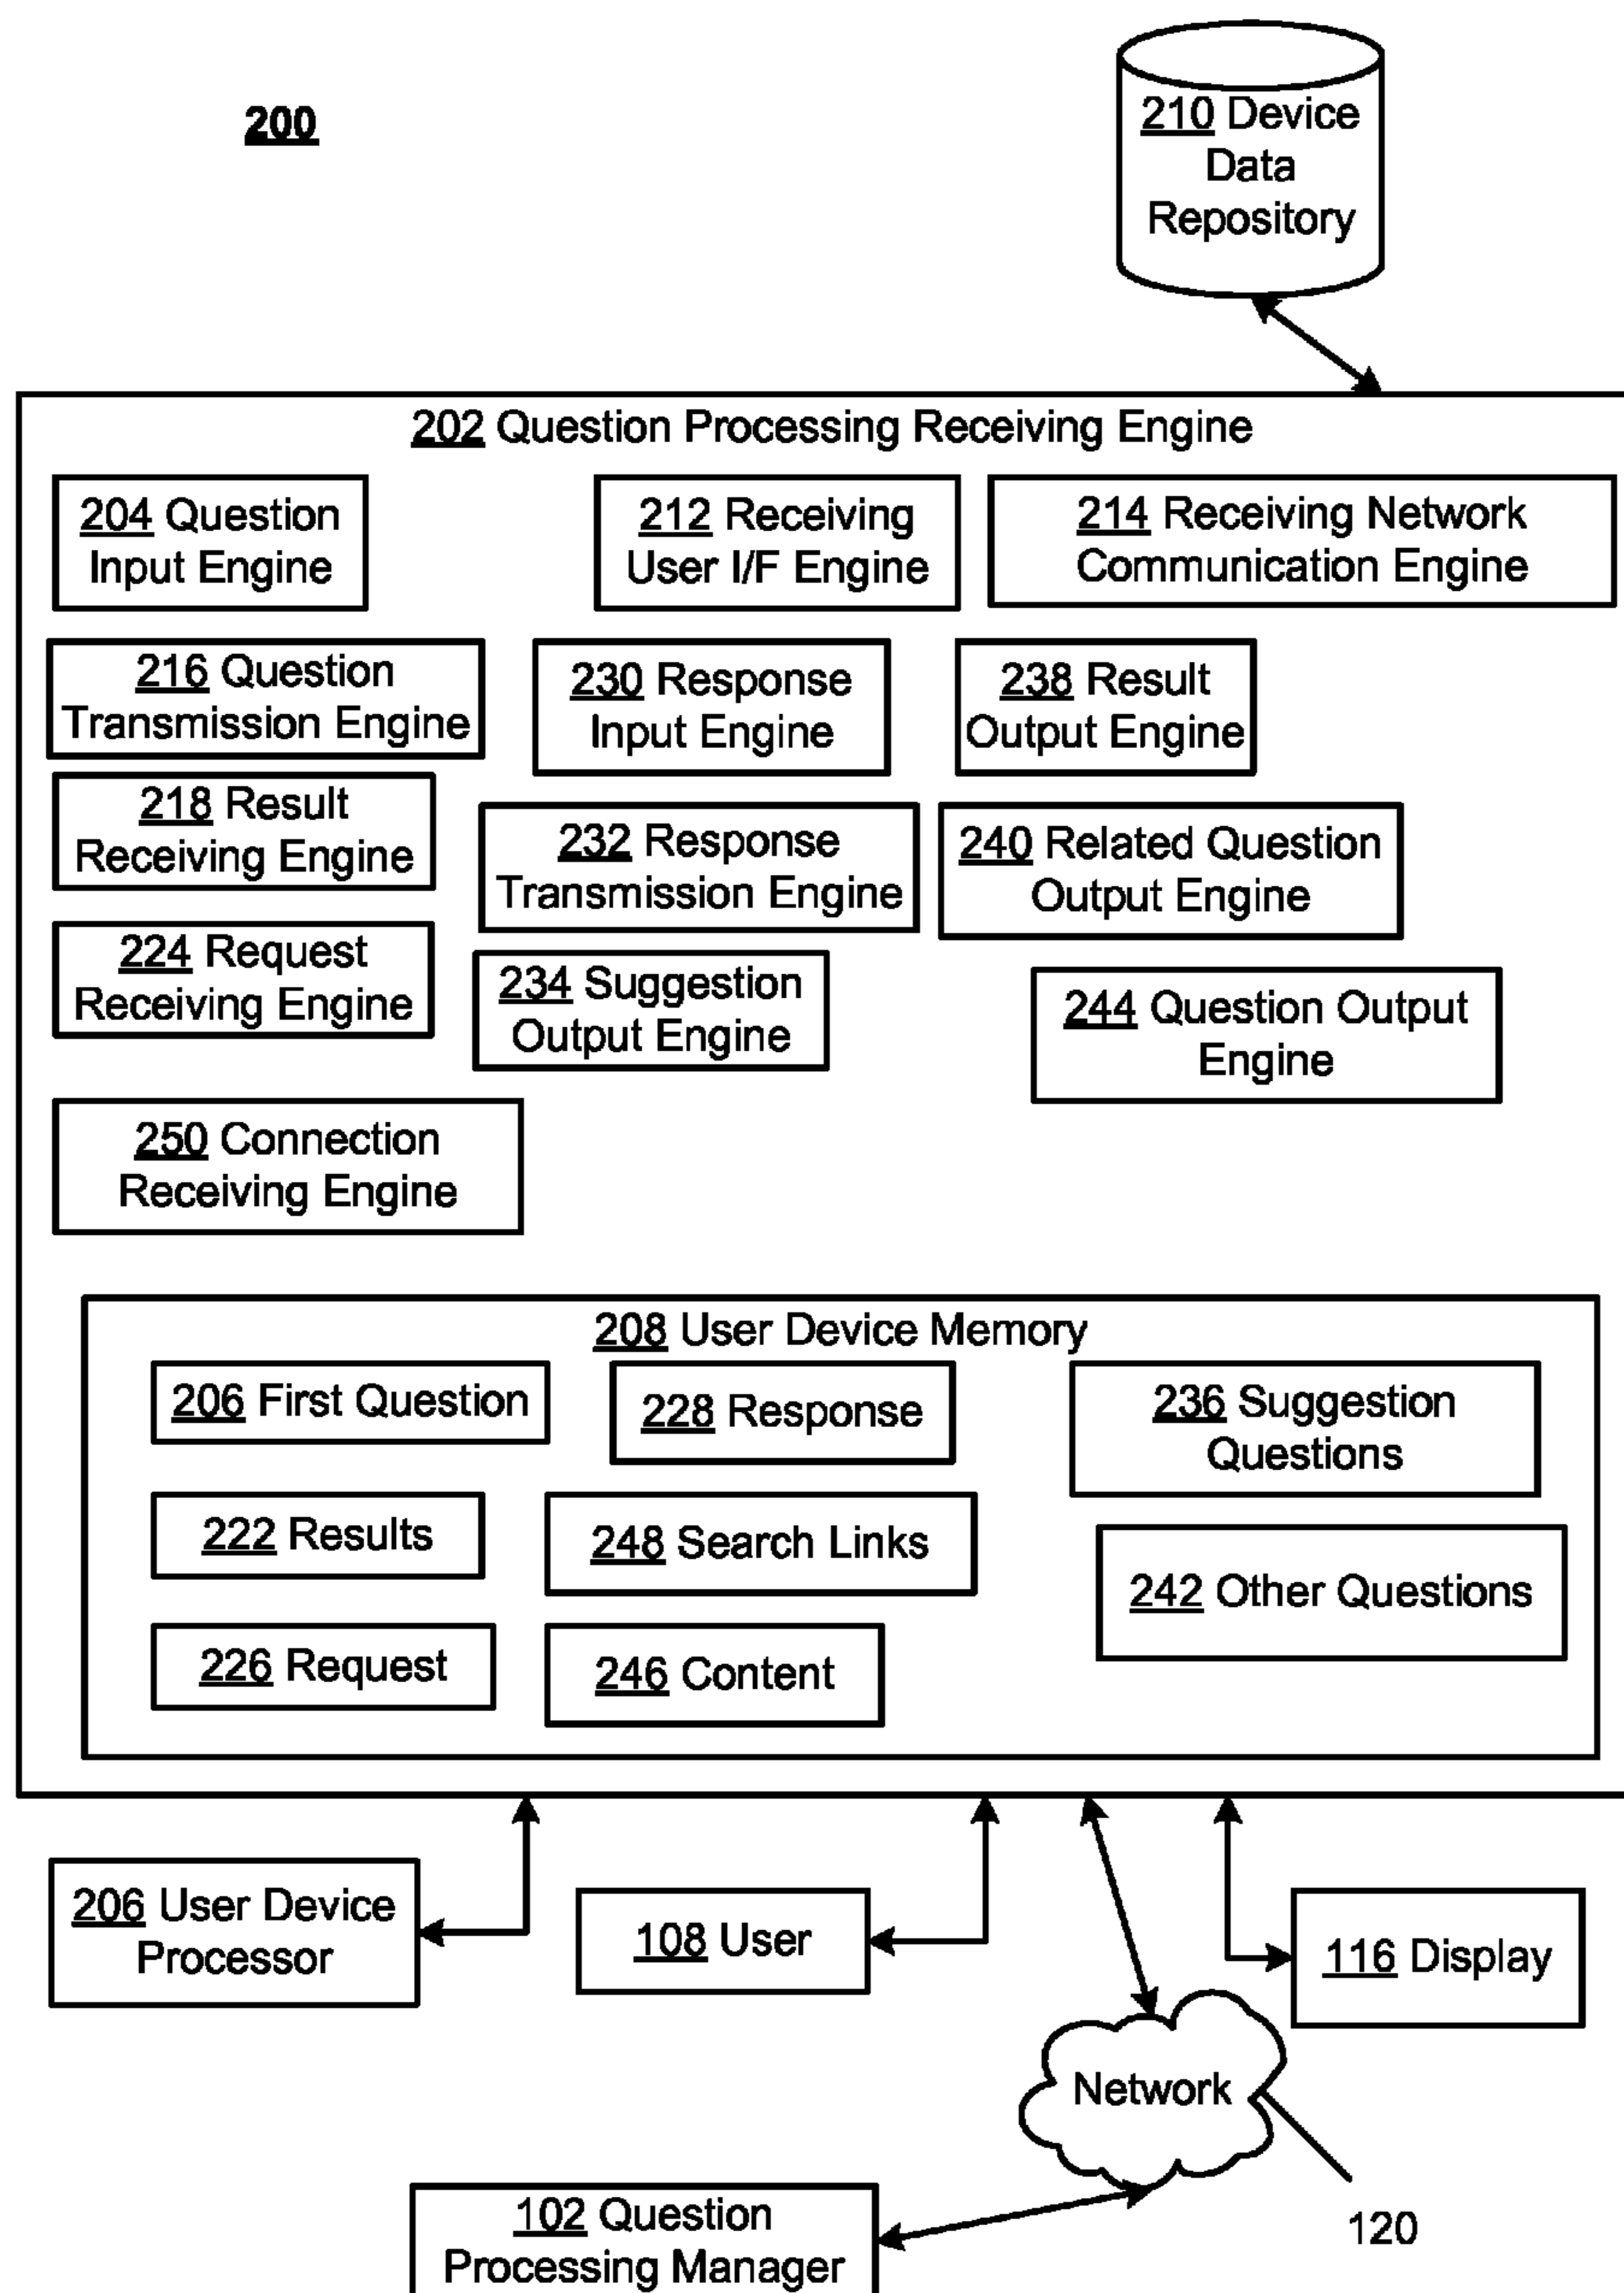 200
210 Device
Data
Repository
202 Question Processing Receiving Engine
204 Question
Input Engine
212 Receiving
User I/F Engine
214 Receiving Network
Communication Engine
216 Question
Transmission Engine
230 Response
Input Engine
238 Result
Output Engine
218 Result
Receiving Engine
232 Response
Transmission Engine
240 Related Question
Output Engine
224 Request
Receiving Engine
234 Suggestion
Output Engine
244 Question Output
Engine
250 Connection
Receiving Engine
208 User Device Memory
206 First Question
228 Response
236 Suggestion
Questions
222 Results
248 Search Links
242 Other Questions
226 Request
246 Content
206 User Device
Processor
108 User
116 Display
Network
120
102 Question
Processing Manager